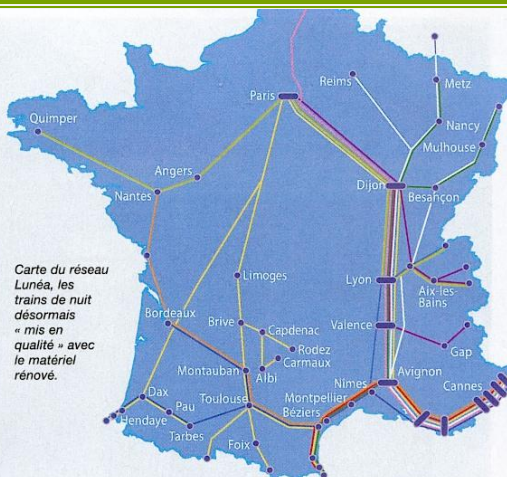 Paris
Reims
Metz
Quimper
Nancy
Mulhouse
Angers
Dijon
Nantes
Besançon
Carte du réseau
Lunéa, les
trains de nuit
désormais
« mis en
qualité » avec
le matériel
rénové.
Limoges
Lyon
Aix-les-
Bains
Bordeaux
Brive
Capdenac
Valence
Rodez
Carmaux
Gap
Montauban
Albi
Avignon
Nîmes
Cannes
Dax
Toulouse
Montpellier
Béziers
Pau
Hendaye
Tarbes
Foix